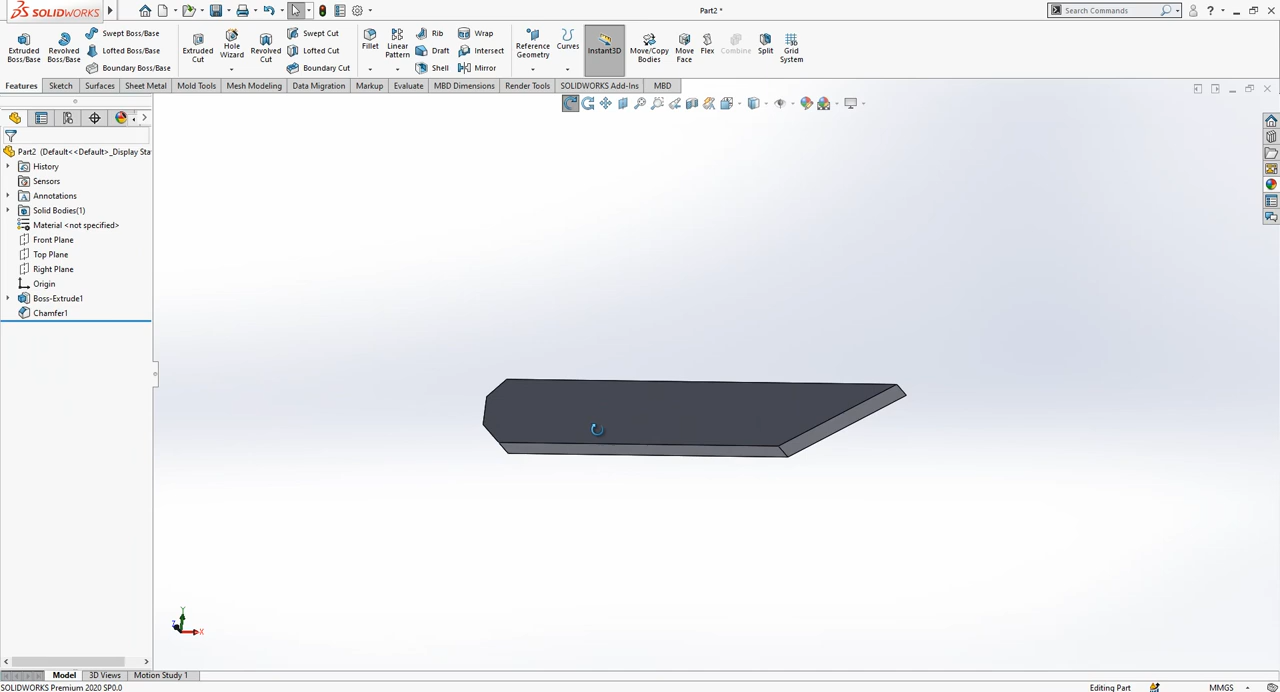 SOLIDWORKS
Part2 *
Search Commands
Extruded Boss/Base
Revolved Boss/Base
Swept Boss/Base
Lofted Boss/Base
Boundary Boss/Base
Extruded Cut
Hole Wizard
Revolved Cut
Swept Cut
Lofted Cut
Boundary Cut
Fillet
Linear Pattern
Rib
Draft
Shell
Wrap
Intersect
Mirror
Reference Geometry
Curves
Instant3D
Move/Copy Bodies
Move Face
Flex
Combine
Split
Grid System
Features Sketch Surfaces Sheet Metal Mold Tools Mesh Modeling Data Migration Markup Evaluate MBD Dimensions Render Tools SOLIDWORKS Add-Ins MBD
Part2 (Default<<Default>_Display Sta
History
Sensors
Annotations
Solid Bodies(1)
Material <not specified>
Front Plane
Top Plane
Right Plane
Origin
Boss-Extrude1
Chamfer1
Y
Z
X
Model 3D Views Motion Study 1
SOLIDWORKS Premium 2020 SP0.0
Editing Part
MMGS